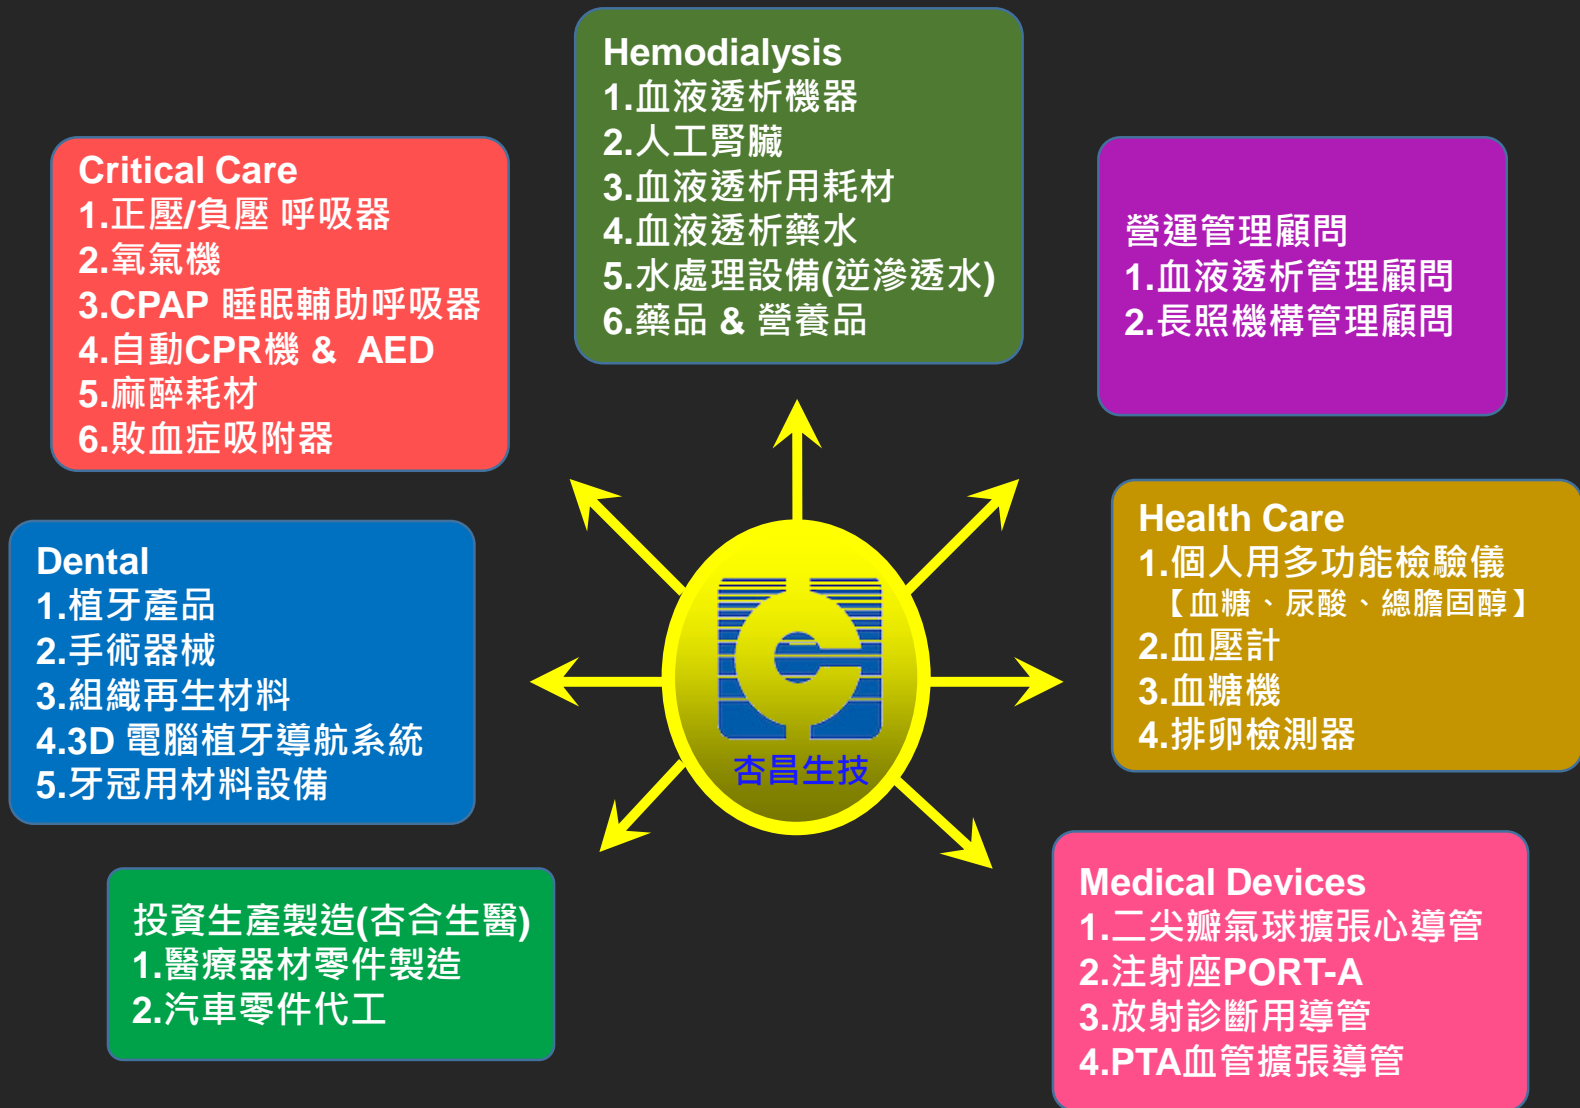 Hemodialysis
1.血液透析機器
2.人工腎臟
3.血液透析用耗材
4.血液透析藥水
5.水處理設備(逆滲透水)
6.藥品 & 營養品
Critical Care
1.正壓/負壓 呼吸器
2.氧氣機
3.CPAP 睡眠輔助呼吸器
4.自動CPR機 & AED
5.麻醉耗材
6.敗血症吸附器
營運管理顧問
1.血液透析管理顧問
2.長照機構管理顧問
Dental
1.植牙產品
2.手術器械
3.組織再生材料
4.3D 電腦植牙導航系統
5.牙冠用材料設備
杏昌生技
Health Care
1.個人用多功能檢驗儀
【血糖、尿酸、總膽固醇】
2.血壓計
3.血糖機
4.排卵檢測器
投資生產製造(杏合生醫)
1.醫療器材零件製造
2.汽車零件代工
Medical Devices
1.二尖瓣氣球擴張心導管
2.注射座PORT-A
3.放射診斷用導管
4.PTA血管擴張導管